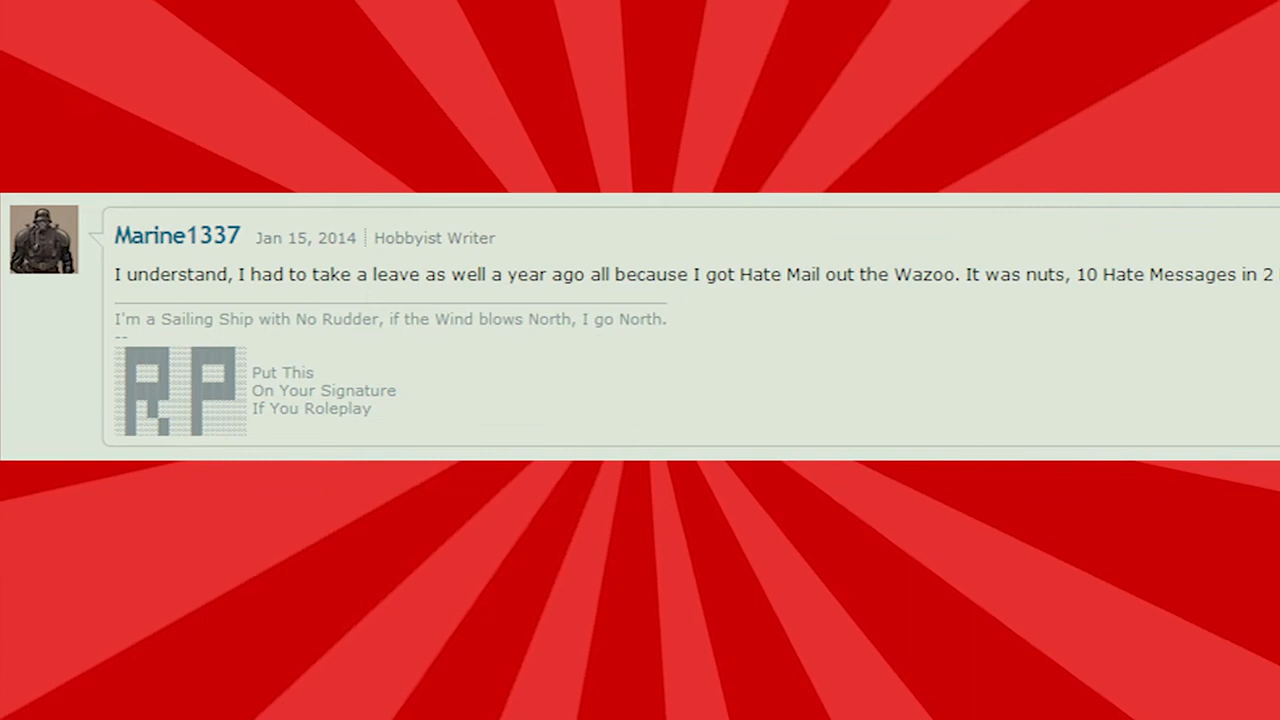 Marine1337 Jan 15, 2014 Hobbyist Writer
I understand, I had to take a leave as well a year ago all because I got Hate Mail out the Wazoo. It was nuts, 10 Hate Messages in 2
I'm a Sailing Ship with No Rudder, if the Wind blows North, I go North.
--
RP
Put This
On Your Signature
If You Roleplay